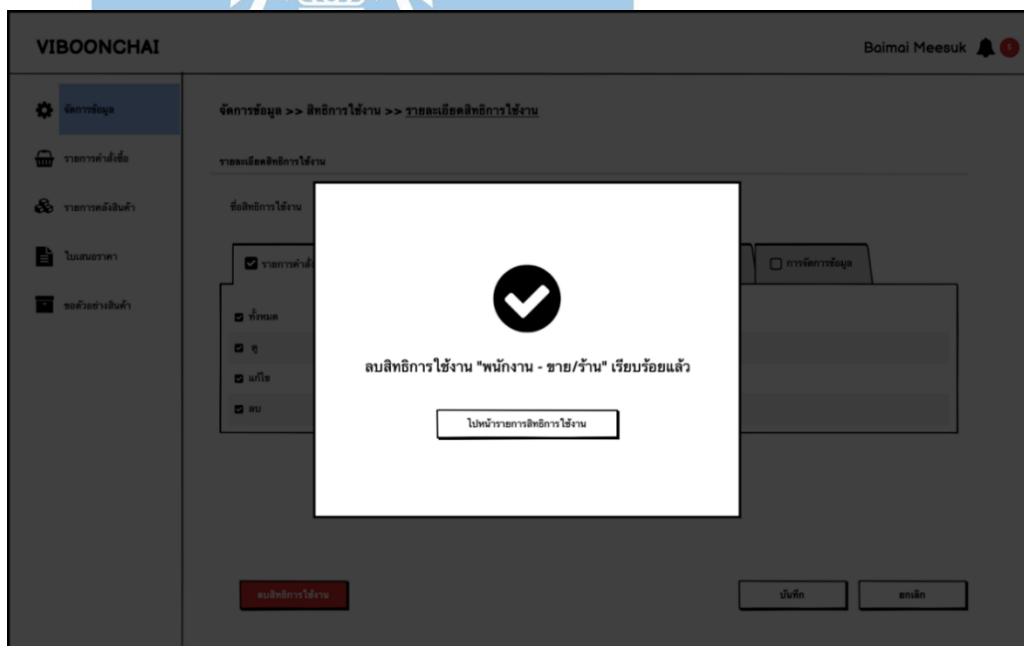 VIBOONCHAI
Baimai Meesuk
จัดการข้อมูล
รายการคำสั่งซื้อ
รายการคลังสินค้า
ใบเสนอราคา
ขอตัวอย่างสินค้า
จัดการข้อมูล >> สิทธิการใช้งาน >> รายละเอียดสิทธิการใช้งาน
รายละเอียดสิทธิการใช้งาน
ชื่อสิทธิการใช้งาน
รายการคำสั่
การจัดการข้อมูล
ทั้งหมด
ดู
แก้ไข
ลบ
ลบสิทธิการใช้งาน "พนักงาน - ขาย/ร้าน" เรียบร้อยแล้ว
ไปหน้ารายการสิทธิการใช้งาน
ลบสิทธิการใช้งาน
บันทึก
ยกเลิก